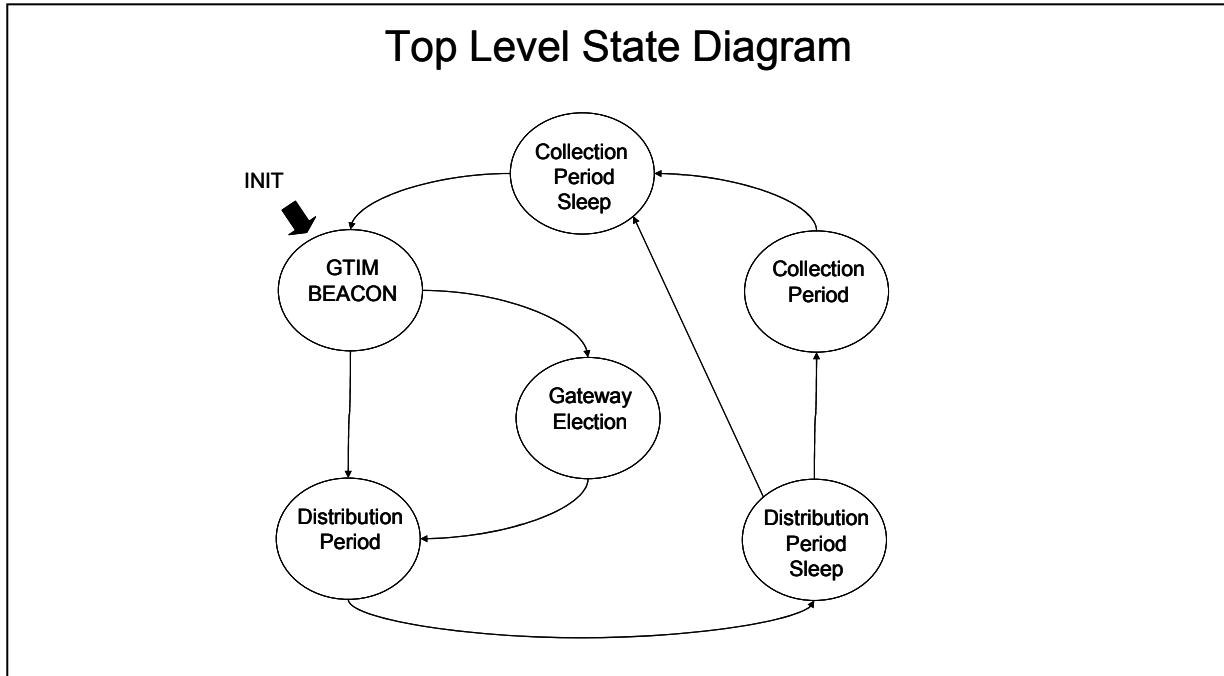 Top Level State Diagram
Collection
Period
Sleep
INIT
GTIM
BEACON
Collection
Period
Gateway
Election
Distribution
Period
Distribution
Period
Sleep